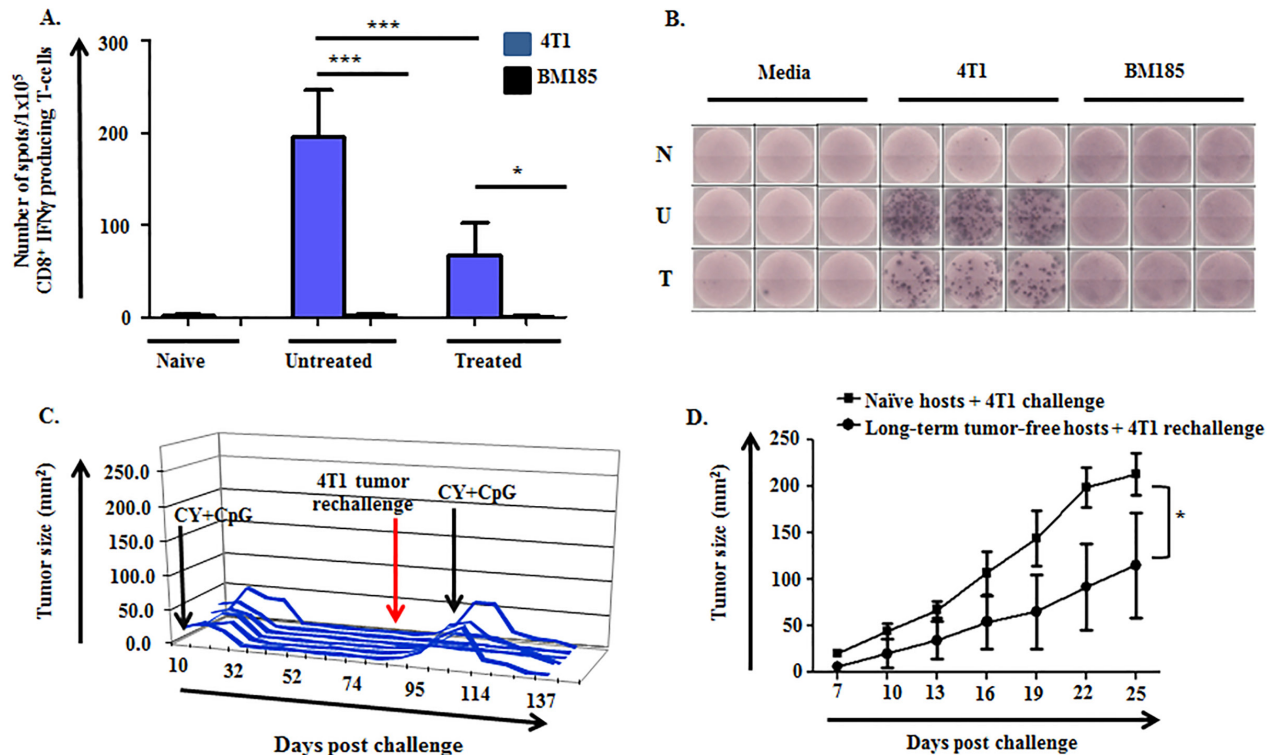 A.
Number of spots/1x10⁵
CD8⁺ IFNγ producing T-cells
300
200
100
0
***
***
*
4T1
BM185
Naive
Untreated
Treated
B.
Media
4T1
BM185
N
U
T
C.
Tumor size (mm²)
250.0
200.0
150.0
100.0
50.0
0.0
CY+CpG
4T1 tumor
rechallenge
CY+CpG
10
32
52
74
95
114
137
Days post challenge
D.
Naïve hosts + 4T1 challenge
Long-term tumor-free hosts + 4T1 rechallenge
Tumor size (mm²)
250
200
150
100
50
0
*
7
10
13
16
19
22
25
Days post challenge